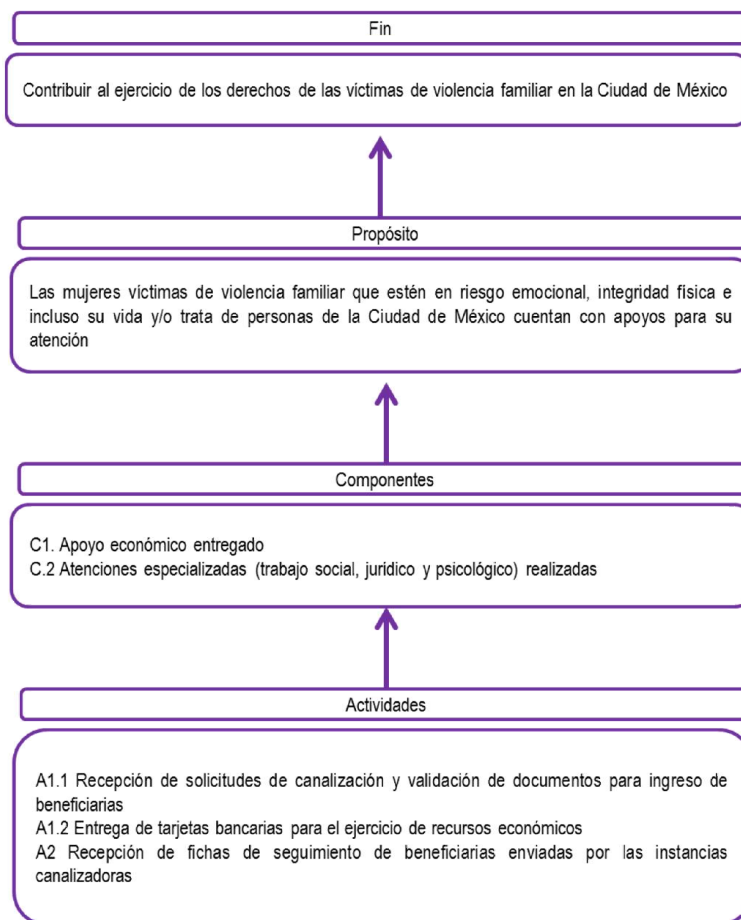 Fin
Contribuir al ejercicio de los derechos de las víctimas de violencia familiar en la Ciudad de México
Propósito
Las mujeres víctimas de violencia familiar que estén en riesgo emocional, integridad física e
incluso su vida y/o trata de personas de la Ciudad de México cuentan con apoyos para su
atención
Componentes
C1. Apoyo económico entregado
C.2 Atenciones especializadas (trabajo social, jurídico y psicológico) realizadas
Actividades
A1.1 Recepción de solicitudes de canalización y validación de documentos para ingreso de
beneficiarias
A1.2 Entrega de tarjetas bancarias para el ejercicio de recursos económicos
A2 Recepción de fichas de seguimiento de beneficiarias enviadas por las instancias
canalizadoras